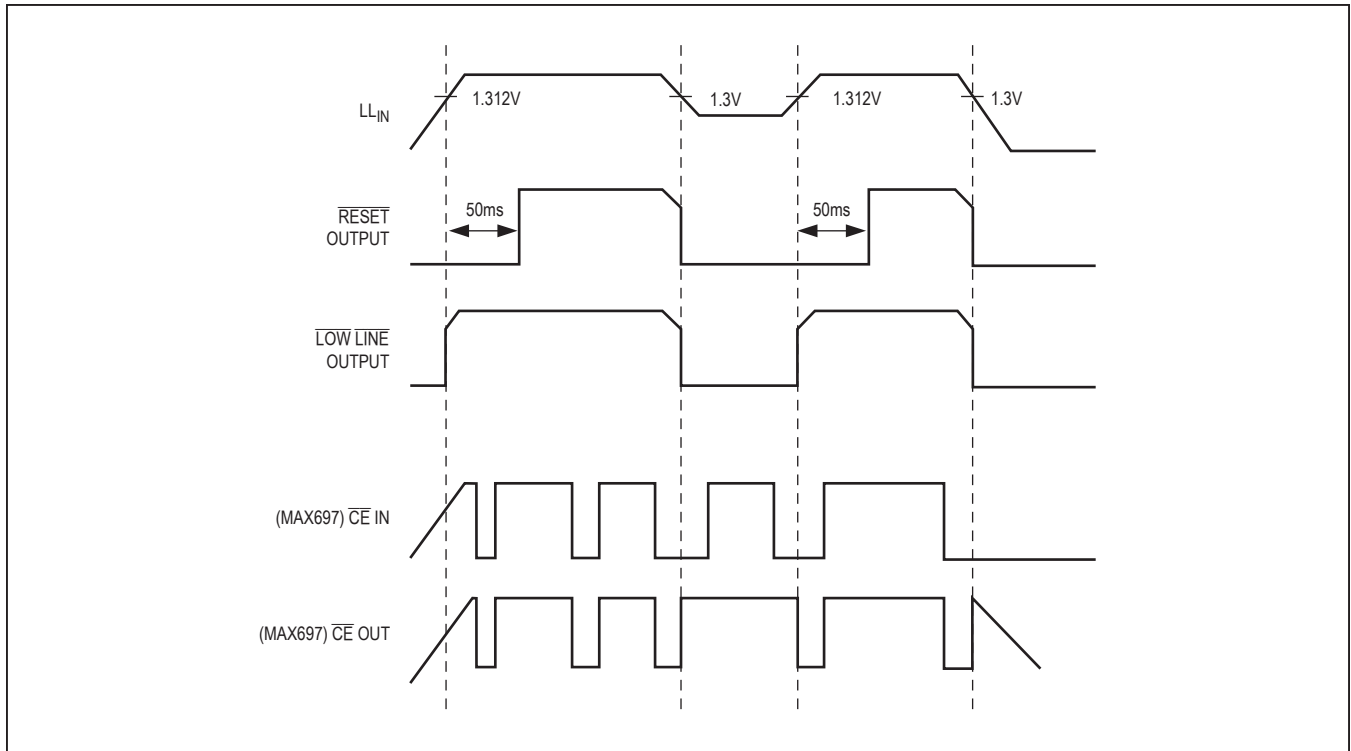 LLIN
1.312V
1.3V
1.312V
1.3V
RESET
OUTPUT
50ms
50ms
LOW LINE
OUTPUT
(MAX697) CE IN
(MAX697) CE OUT